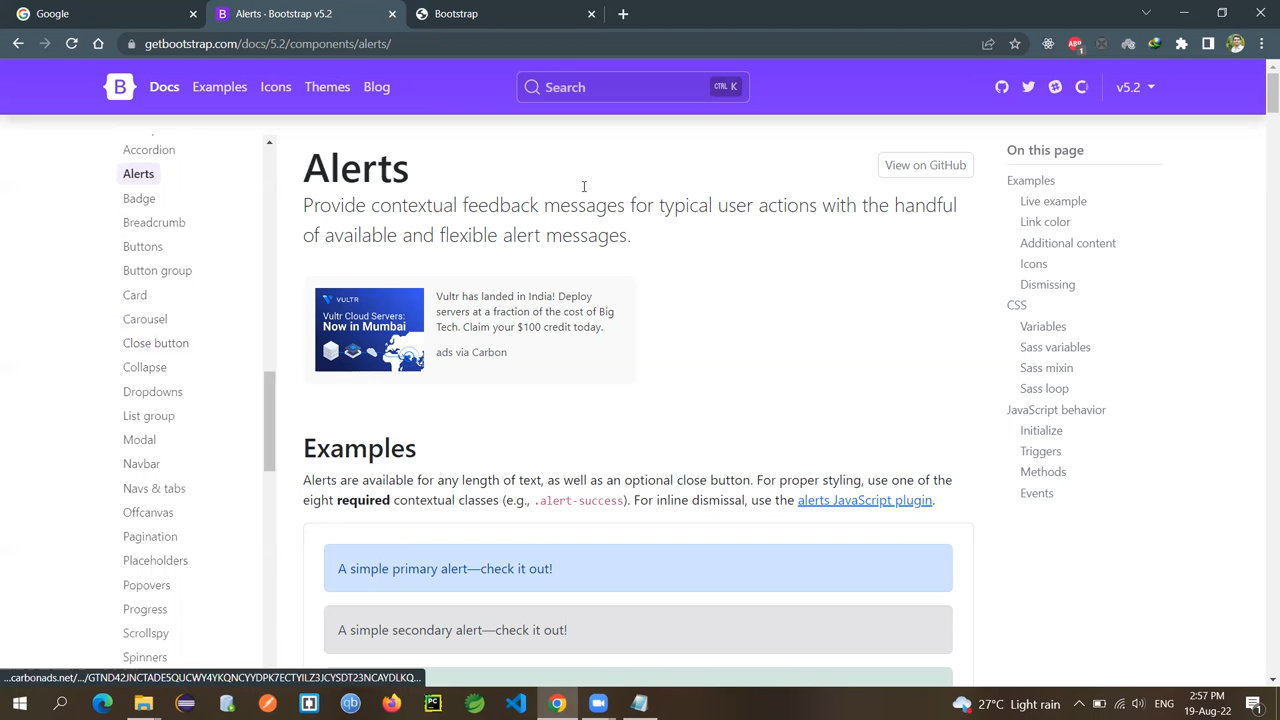 Google
Alerts · Bootstrap v5.2
Bootstrap
getbootstrap.com/docs/5.2/components/alerts/
ABP
1
B
Docs
Examples
Icons
Themes
Blog
Search
CTRL K
v5.2
Accordion
Alerts
Badge
Breadcrumb
Buttons
Button group
Card
Carousel
Close button
Collapse
Dropdowns
List group
Modal
Navbar
Navs & tabs
Offcanvas
Pagination
Placeholders
Popovers
Progress
Scrollspy
Spinners
Alerts
View on GitHub
Provide contextual feedback messages for typical user actions with the handful
of available and flexible alert messages.
VULTR
Vultr Cloud Servers:
Now in Mumbai
Vultr has landed in India! Deploy
servers at a fraction of the cost of Big
Tech. Claim your $100 credit today.
ads via Carbon
Examples
Alerts are available for any length of text, as well as an optional close button. For proper styling, use one of the
eight required contextual classes (e.g., .alert-success). For inline dismissal, use the alerts JavaScript plugin.
A simple primary alert—check it out!
A simple secondary alert—check it out!
On this page
Examples
Live example
Link color
Additional content
Icons
Dismissing
CSS
Variables
Sass variables
Sass mixin
Sass loop
JavaScript behavior
Initialize
Triggers
Methods
Events
...carbonads.net/.../GTND42JNCTADE5QUCWY4YKQNCYYDPK7ECTYILZ3JCYSDT23NCAYDLKQ...
qb
PC
27°C Light rain
ENG
2:57 PM
19-Aug-22
1